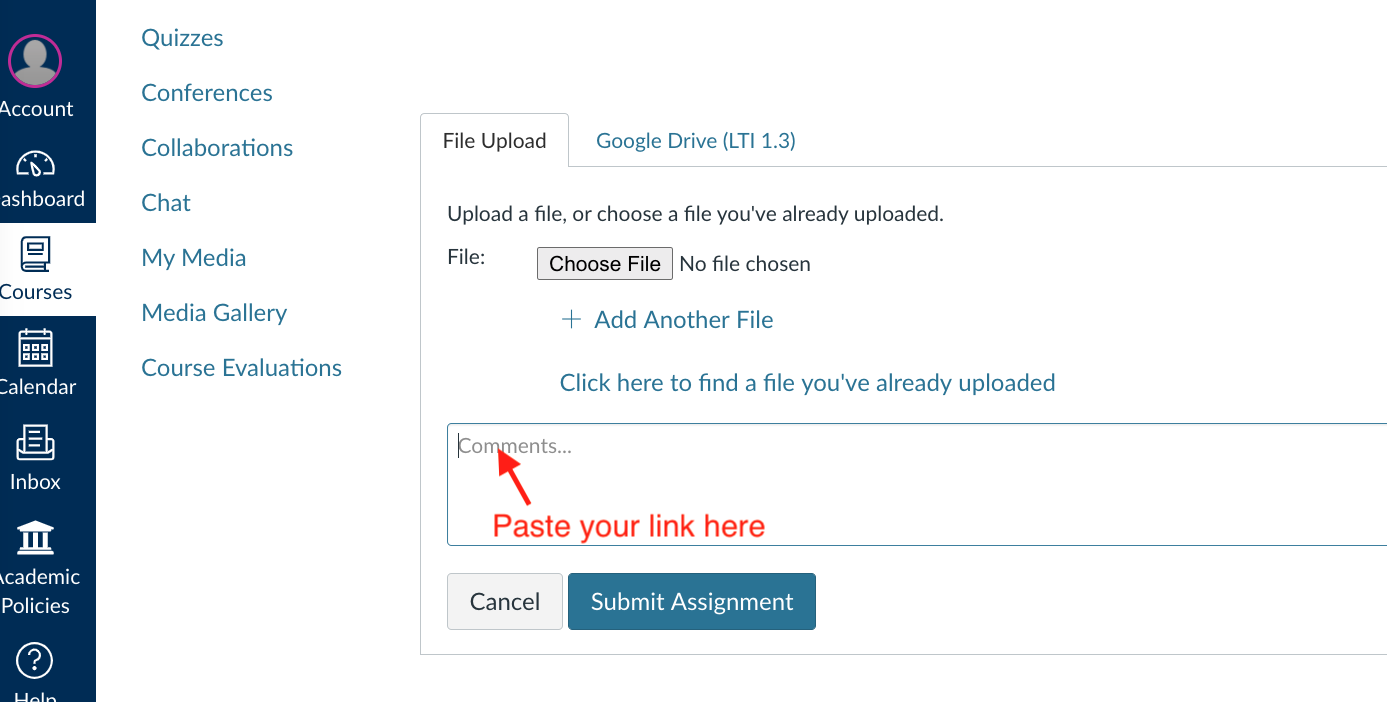 Account
ashboard
Courses
Calendar
Inbox
Academic
Policies
Help
Quizzes
Conferences
Collaborations
Chat
My Media
Media Gallery
Course Evaluations
File Upload
Google Drive (LTI 1.3)
Upload a file, or choose a file you've already uploaded.
File: Choose File No file chosen
+ Add Another File
Click here to find a file you've already uploaded
Comments...
Paste your link here
Cancel Submit Assignment